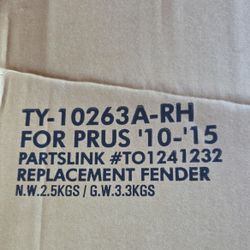 TY-10263A-RH
FOR PRUS '10-'15
PARTSLINK #TO1241232
REPLACEMENT FENDER
N.W.2.5KGS / G.W.3.3KGS